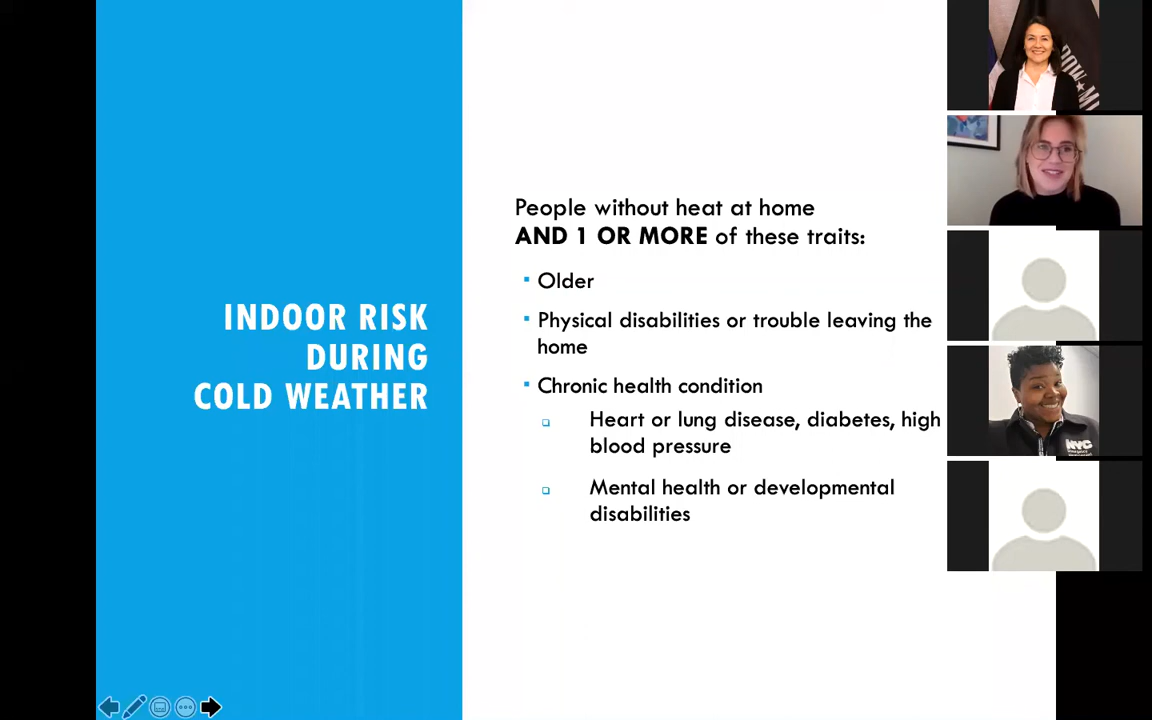 INDOOR RISK
DURING
COLD WEATHER
People without heat at home
AND 1 OR MORE of these traits:
Older
Physical disabilities or trouble leaving the
home
Chronic health condition
Heart or lung disease, diabetes, high
blood pressure
Mental health or developmental
disabilities
NYC